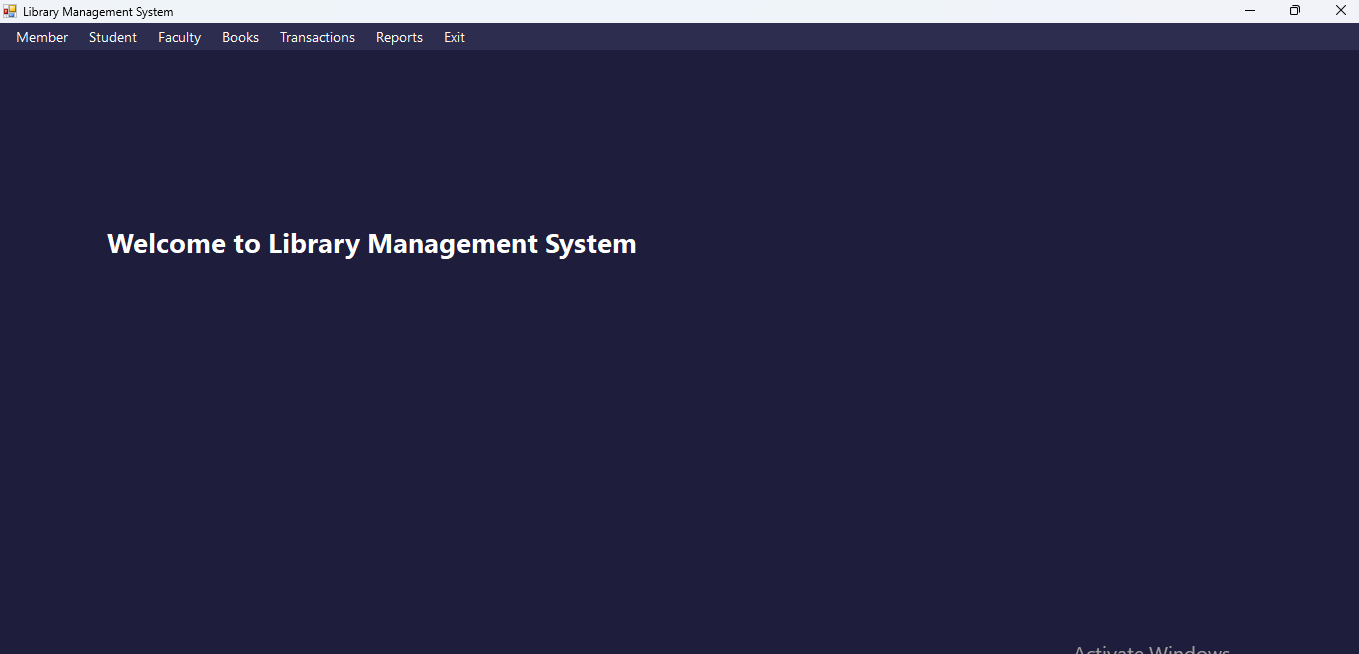 Library Management System
Member Student Faculty Books Transactions Reports Exit
Welcome to Library Management System
Activate Windows